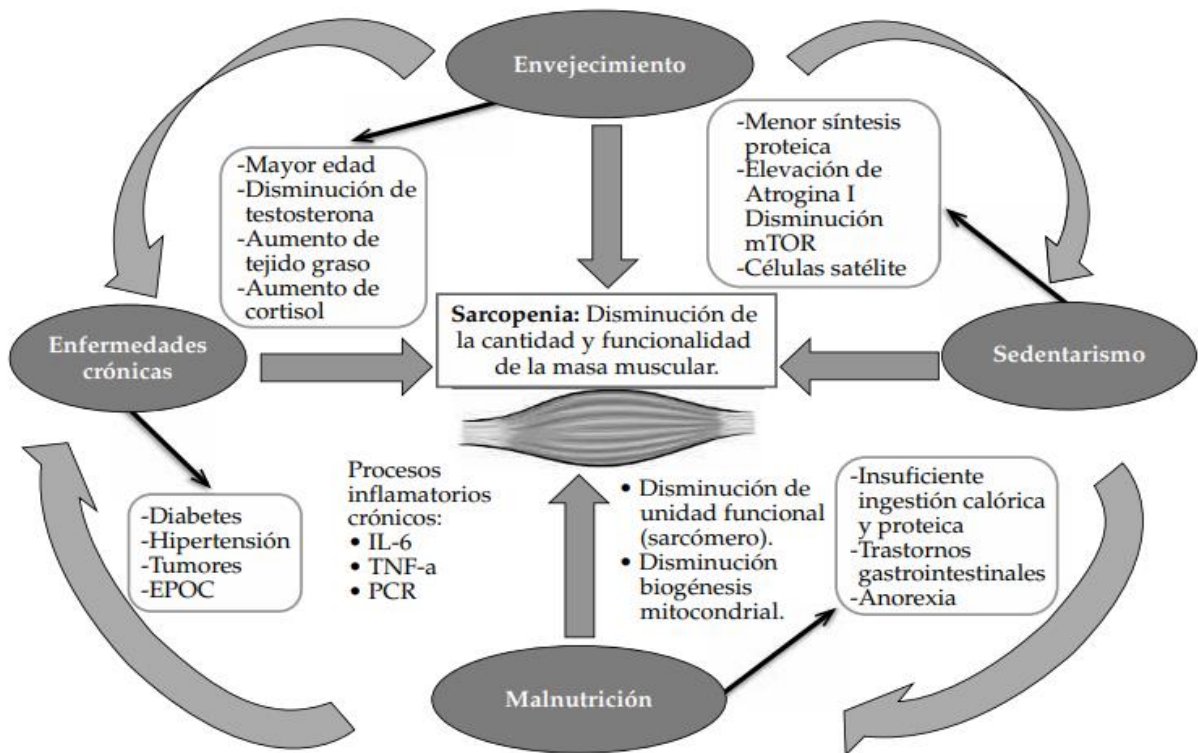 Envejecimiento
-Mayor edad
-Disminución de
testosterona
-Aumento de
tejido graso
-Aumento de
cortisol
-Menor síntesis
proteica
-Elevación de
Atrogina I
Disminución
mTOR
-Células satélite
Enfermedades
crónicas
Sarcopenia: Disminución de
la cantidad y funcionalidad
de la masa muscular.
Sedentarismo
-Diabetes
-Hipertensión
-Tumores
-EPOC
Procesos
inflamatorios
crónicos:
• IL-6
• TNF-a
• PCR
• Disminución de
unidad funcional
(sarcómero).
• Disminución
biogénesis
mitocondrial.
-Insuficiente
ingestión calórica
y proteica
-Trastornos
gastrointestinales
-Anorexia
Malnutrición